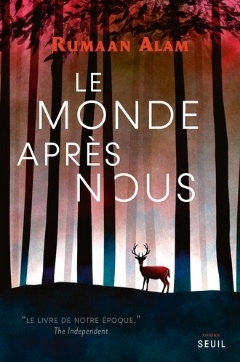 RUMAAN ALAM
LE
MONDE
APRÈS
NOUS
"LE LIVRE DE NOTRE ÉPOQUE."
The Independent
SEUIL